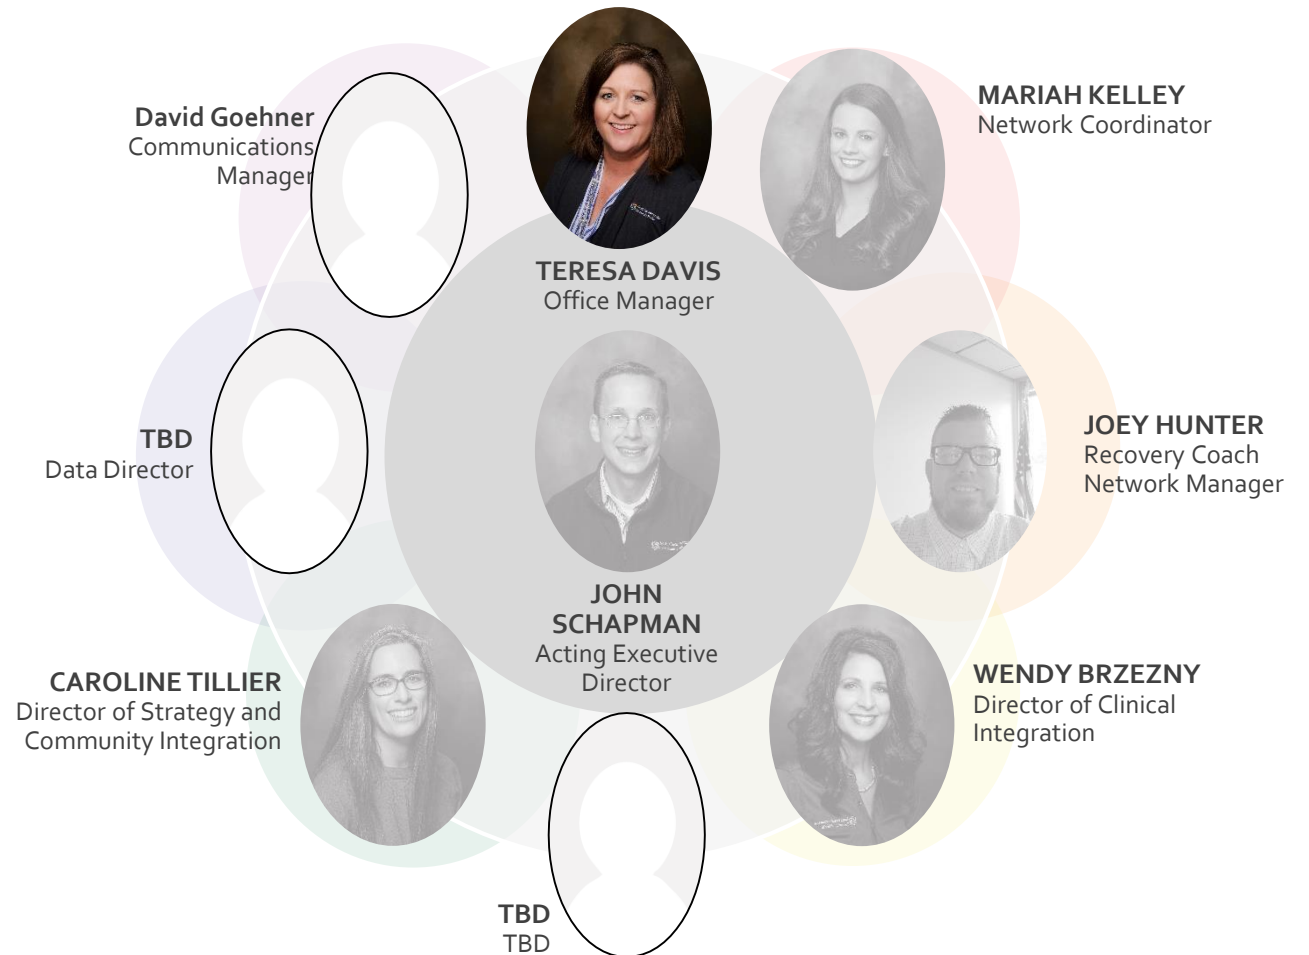 David Goehner
Communications
Manager
TERESA DAVIS
Office Manager
MARIAH KELLEY
Network Coordinator
TBD
Data Director
JOHN
SCHAPMAN
Acting Executive
Director
JOEY HUNTER
Recovery Coach
Network Manager
CAROLINE TILLIER
Director of Strategy and
Community Integration
WENDY BRZEZNY
Director of Clinical
Integration
TBD
TBD